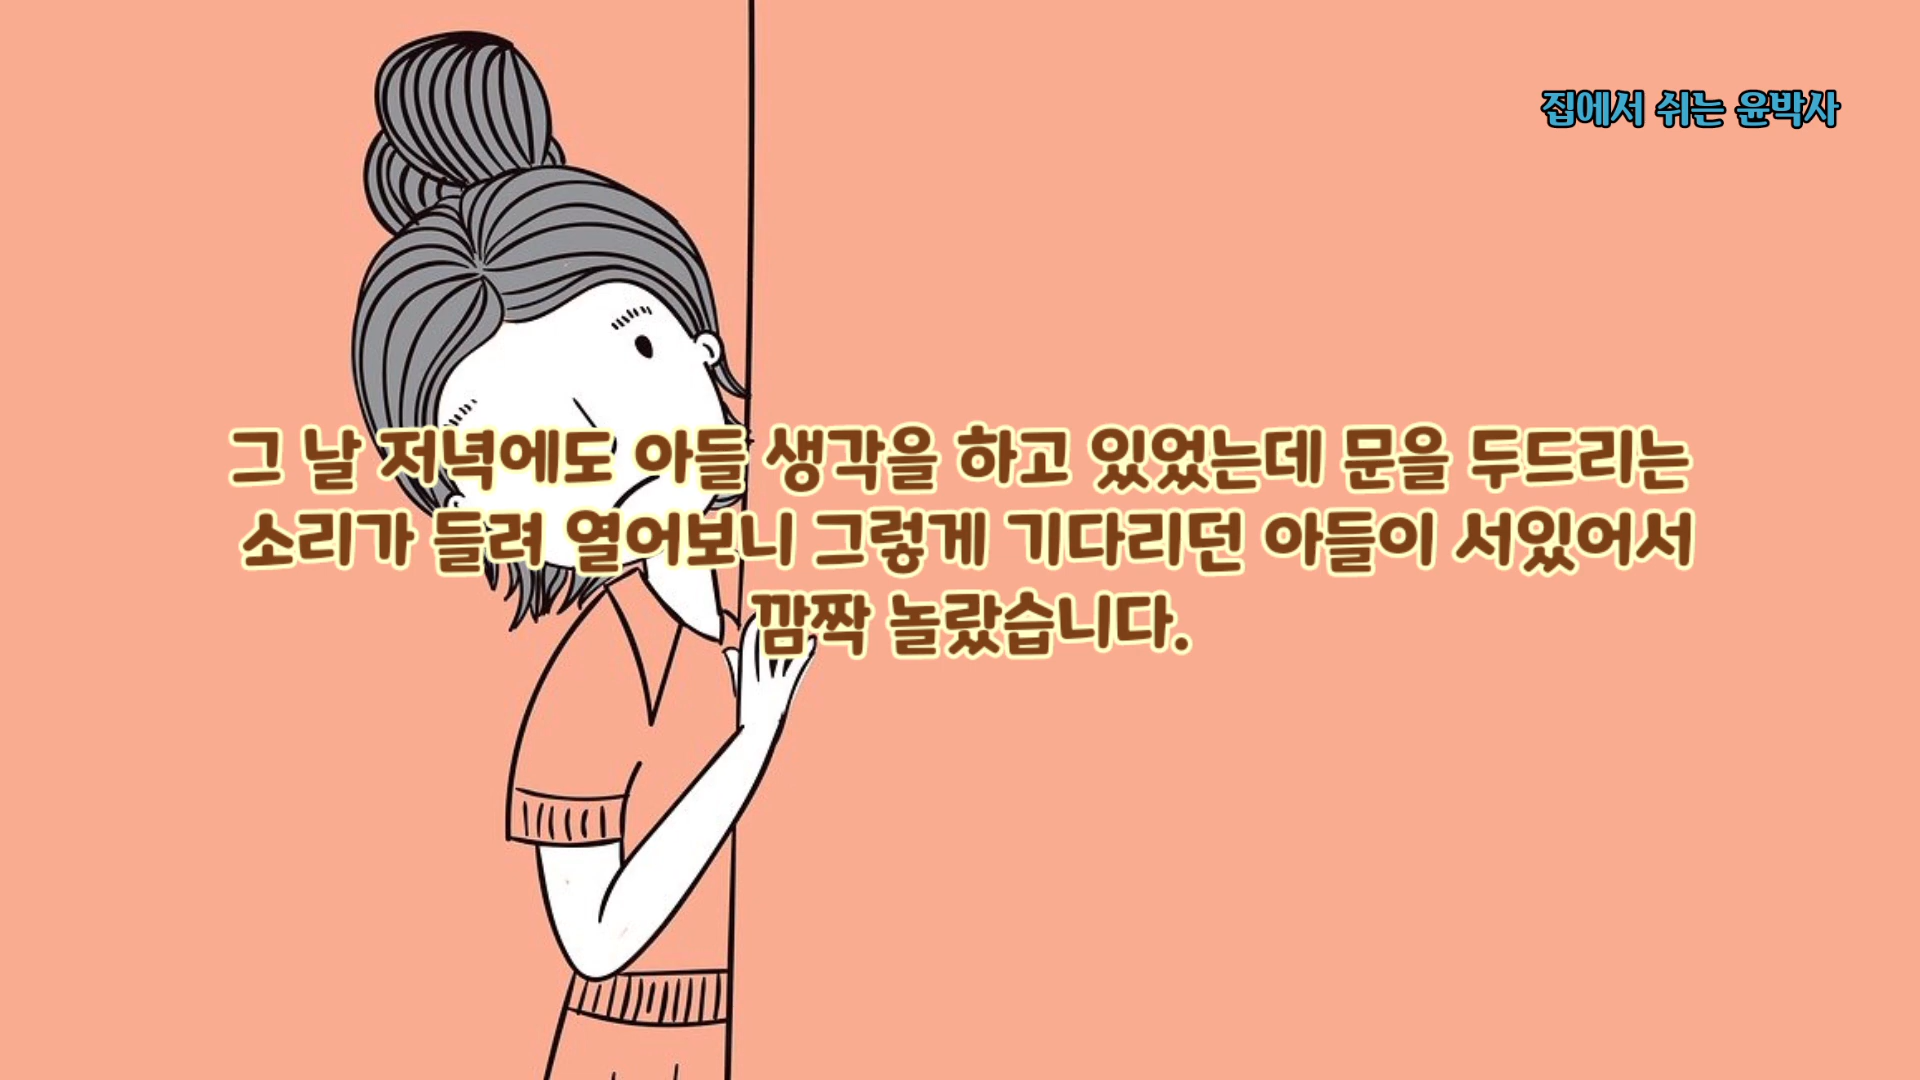 집에서 쉬는 윤박사
그 날 저녁에도 아들 생각을 하고 있었는데 문을 두드리는
소리가 들려 열어보니 그렇게 기다리던 아들이 서있어서
깜짝 놀랐습니다.